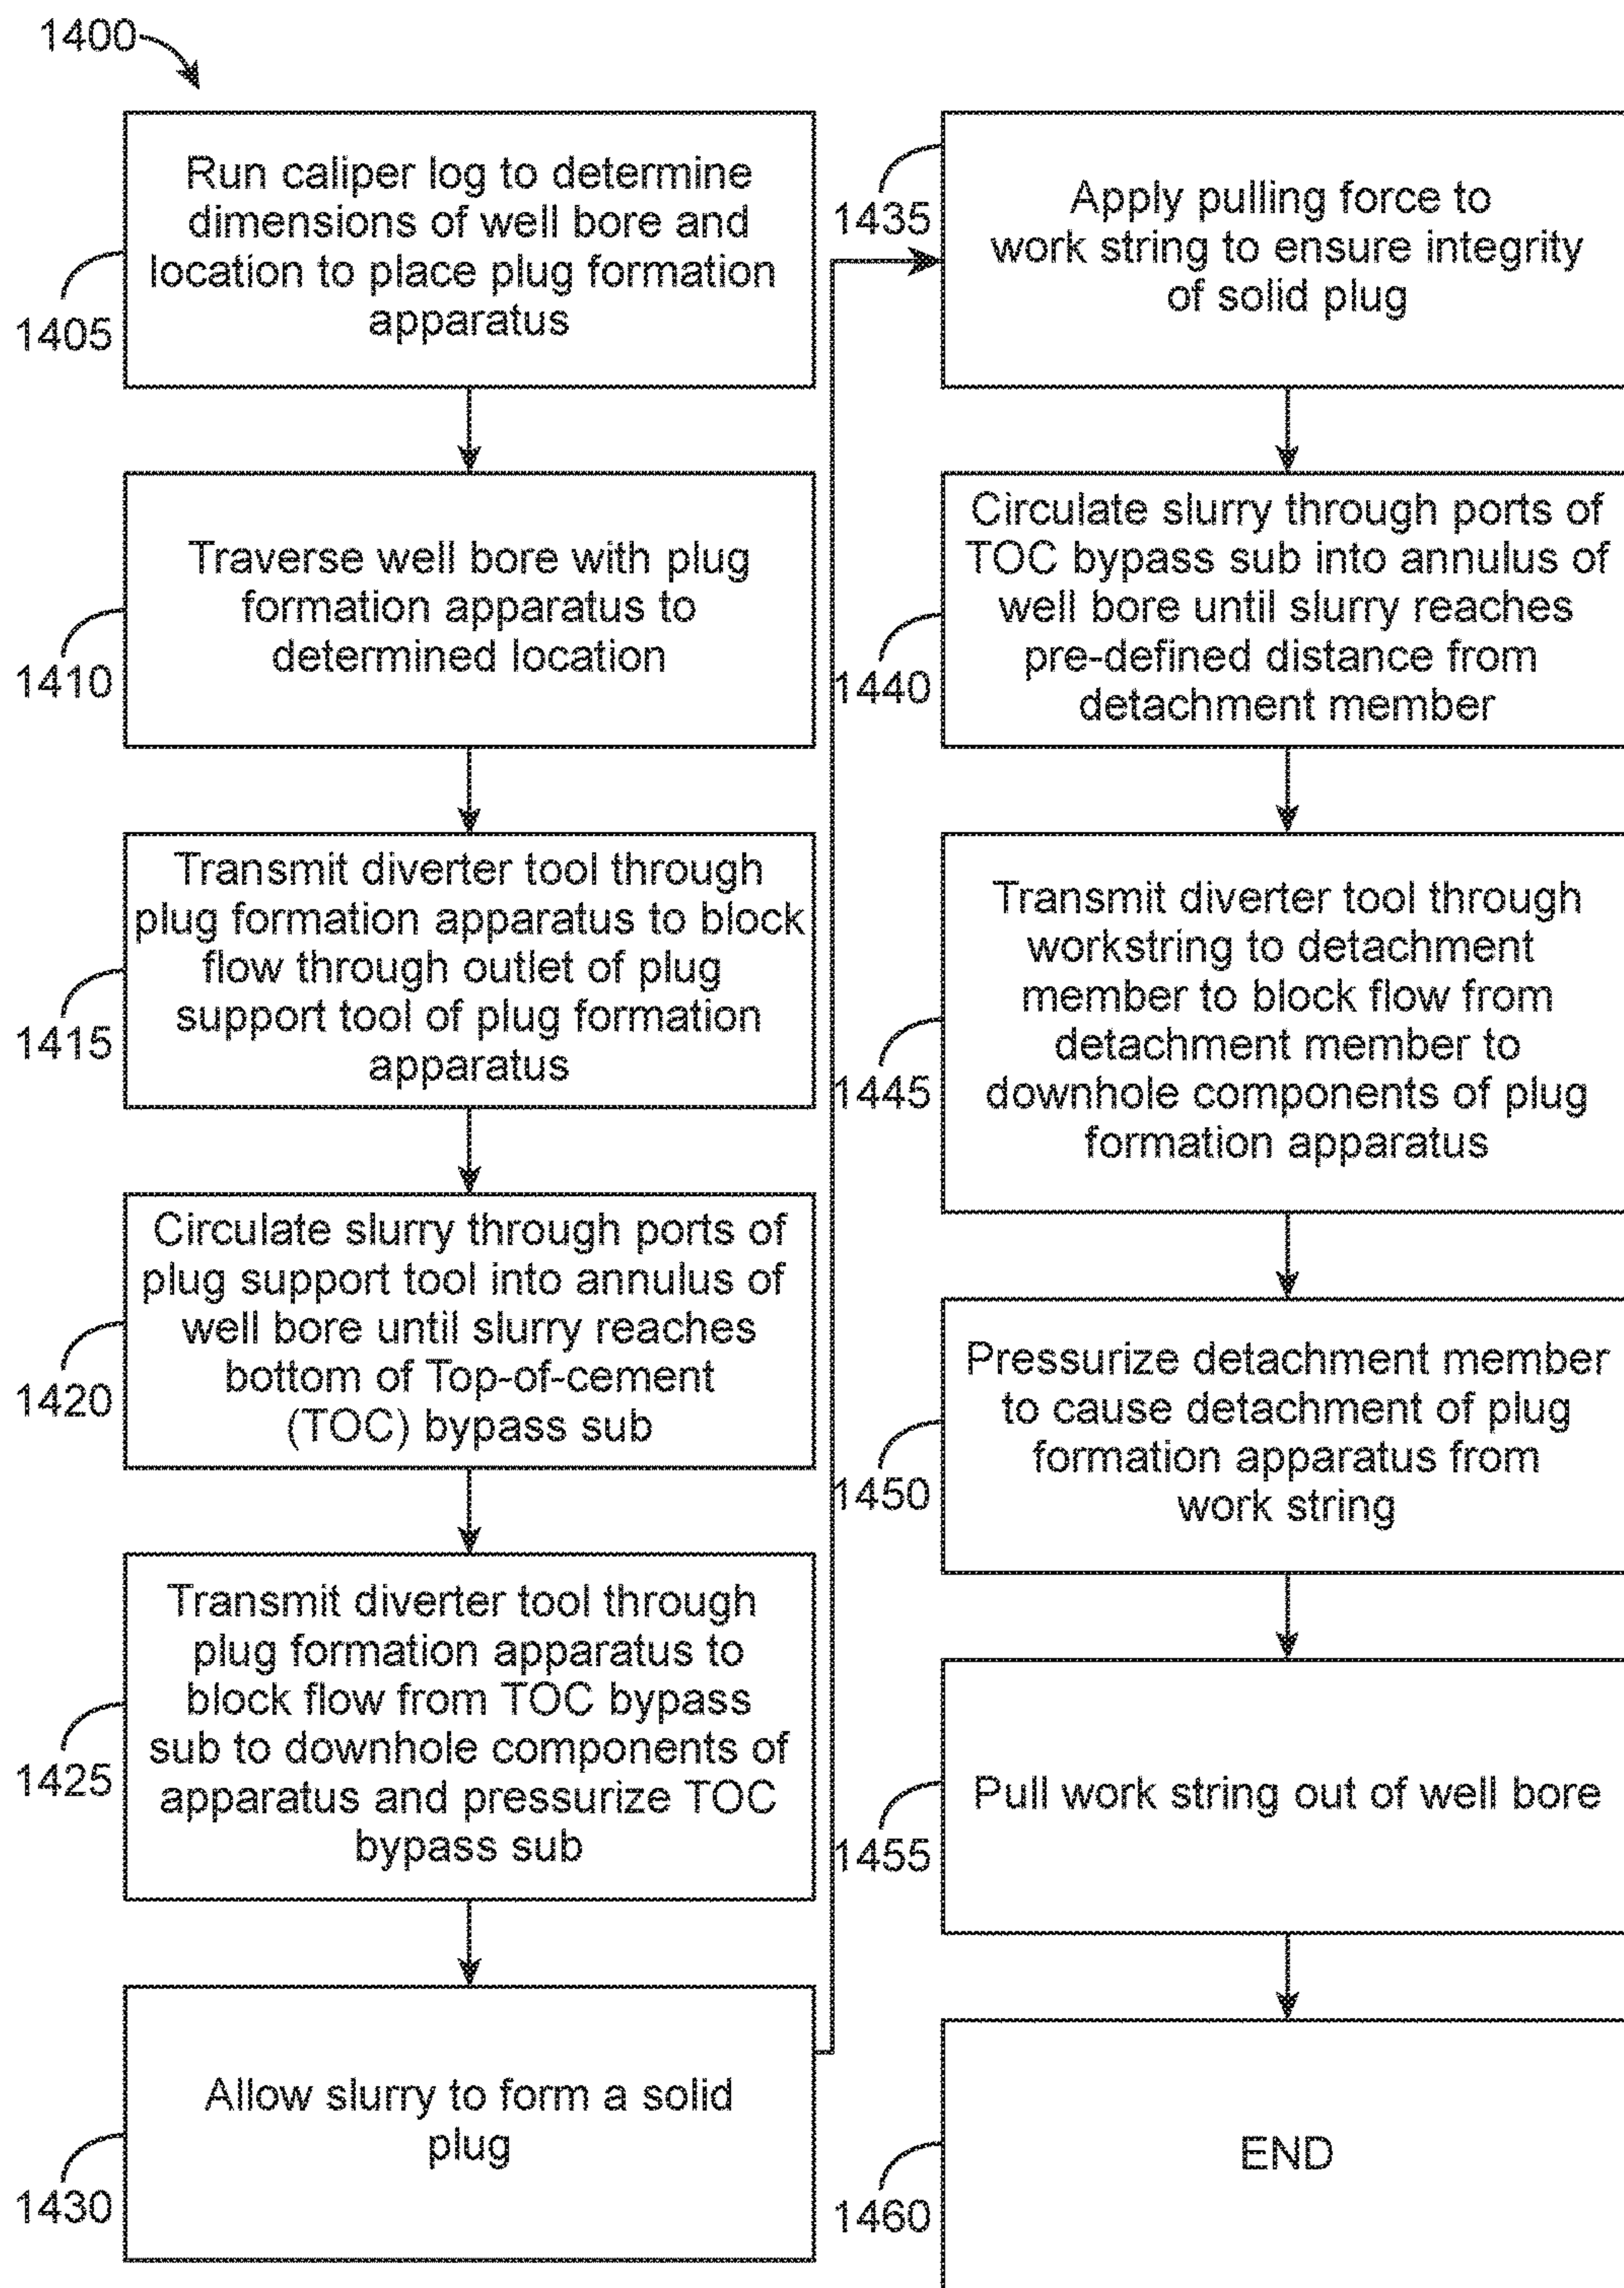 1400
Run caliper log to determine
dimensions of well bore and
location to place plug formation
apparatus
1405
Traverse well bore with plug
formation apparatus to
determined location
1410
Transmit diverter tool through
plug formation apparatus to block
flow through outlet of plug
support tool of plug formation
apparatus
1415
Circulate slurry through ports of
plug support tool into annulus of
well bore until slurry reaches
bottom of Top-of-cement
(TOC) bypass sub
1420
Transmit diverter tool through
plug formation apparatus to
block flow from TOC bypass
sub to downhole components of
apparatus and pressurize TOC
bypass sub
1425
Allow slurry to form a solid
plug
1430
Apply pulling force to
work string to ensure integrity
of solid plug
1435
Circulate slurry through ports of
TOC bypass sub into annulus of
well bore until slurry reaches
pre-defined distance from
detachment member
1440
Transmit diverter tool through
workstring to detachment
member to block flow from
detachment member to
downhole components of plug
formation apparatus
1445
Pressurize detachment member
to cause detachment of plug
formation apparatus from
work string
1450
Pull work string out of well bore
1455
END
1460